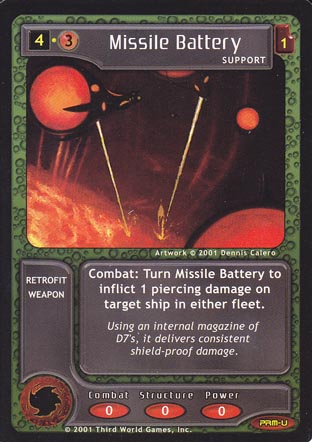 4 • 3
Missile Battery
1
SUPPORT
Artwork © 2001 Dennis Calero
RETROFIT
WEAPON
Combat: Turn Missile Battery to
inflict 1 piercing damage on
target ship in either fleet.
Using an internal magazine of
D7's, it delivers consistent
shield-proof damage.
Combat Structure Power
0 0 0
© 2001 Third World Games, Inc.
PRM-U